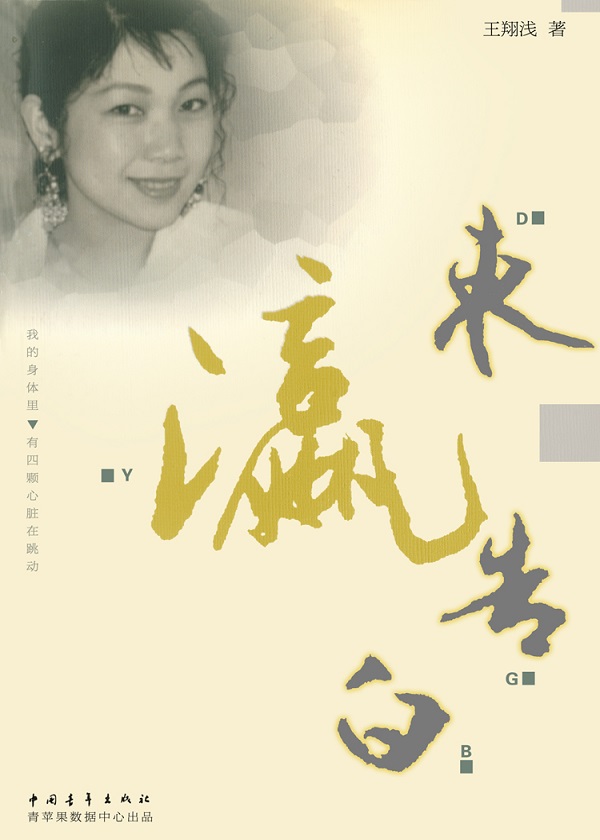 王翔浅 著
D
東
瀛
Y
告
G
白
B
我的身体里▼有四颗心脏在跳动
中国青年出版社
青苹果数据中心出品